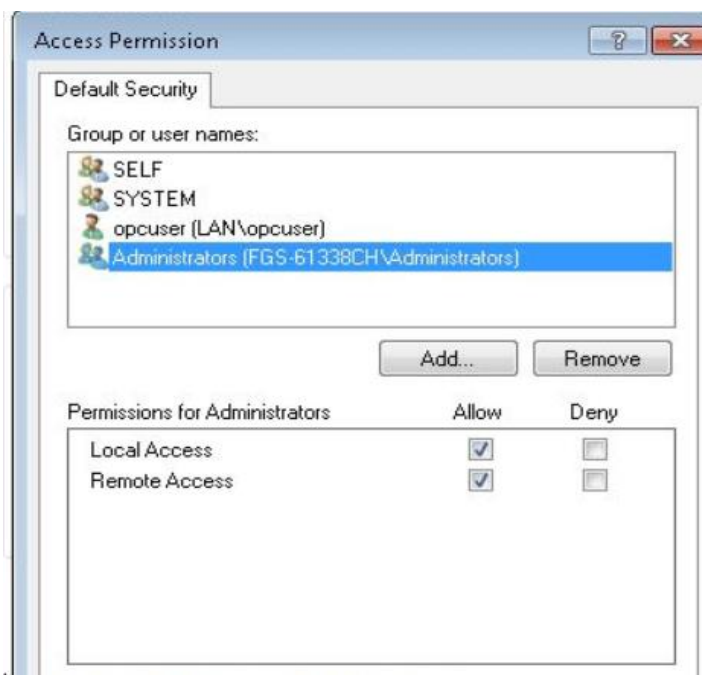 Access Permission
Default Security
Group or user names:
SELF
SYSTEM
opcuser (LAN\opcuser)
Administrators (FGS-61338CH\Administrators)
Add... Remove
Permissions for Administrators Allow Deny
Local Access
Remote Access